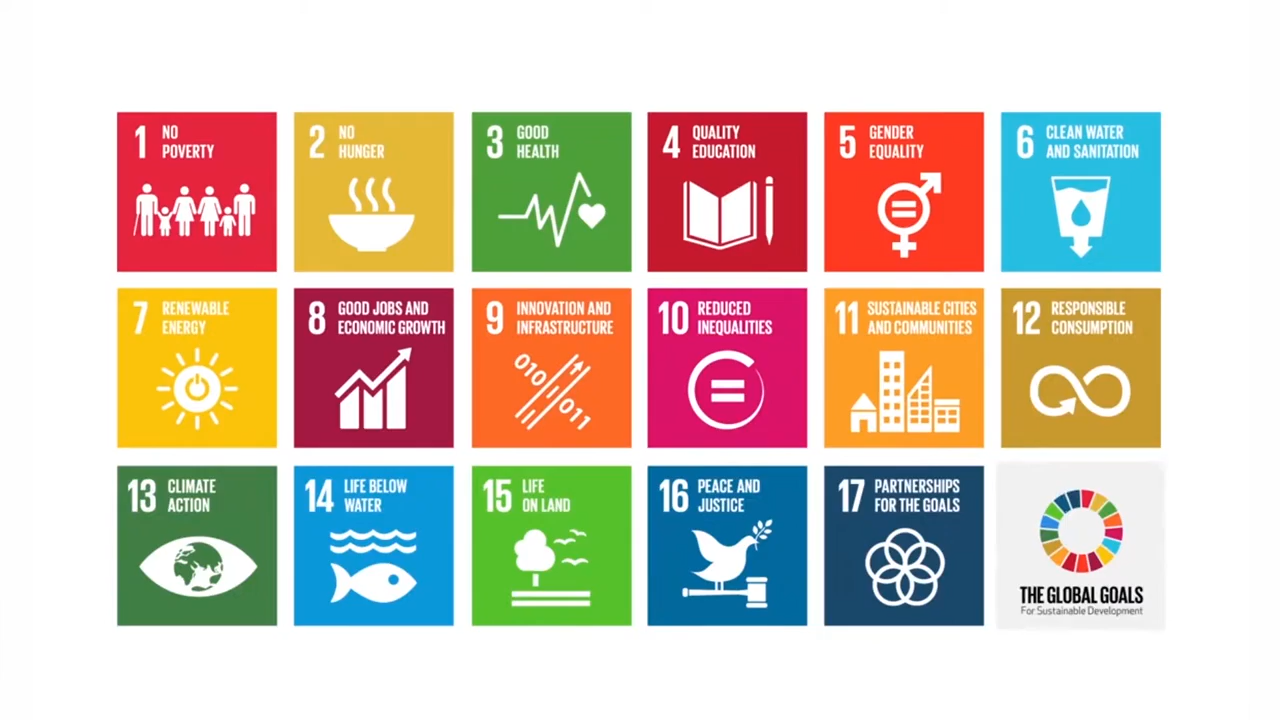 1 NO
POVERTY
2 NO
HUNGER
3 GOOD
HEALTH
4 QUALITY
EDUCATION
5 GENDER
EQUALITY
6 CLEAN WATER
AND SANITATION
7 RENEWABLE
ENERGY
8 GOOD JOBS AND
ECONOMIC GROWTH
9 INNOVATION AND
INFRASTRUCTURE
010
011
10 REDUCED
INEQUALITIES
11 SUSTAINABLE CITIES
AND COMMUNITIES
12 RESPONSIBLE
CONSUMPTION
13 CLIMATE
ACTION
14 LIFE BELOW
WATER
15 LIFE
ON LAND
16 PEACE AND
JUSTICE
17 PARTNERSHIPS
FOR THE GOALS
THE GLOBAL GOALS
For Sustainable Development